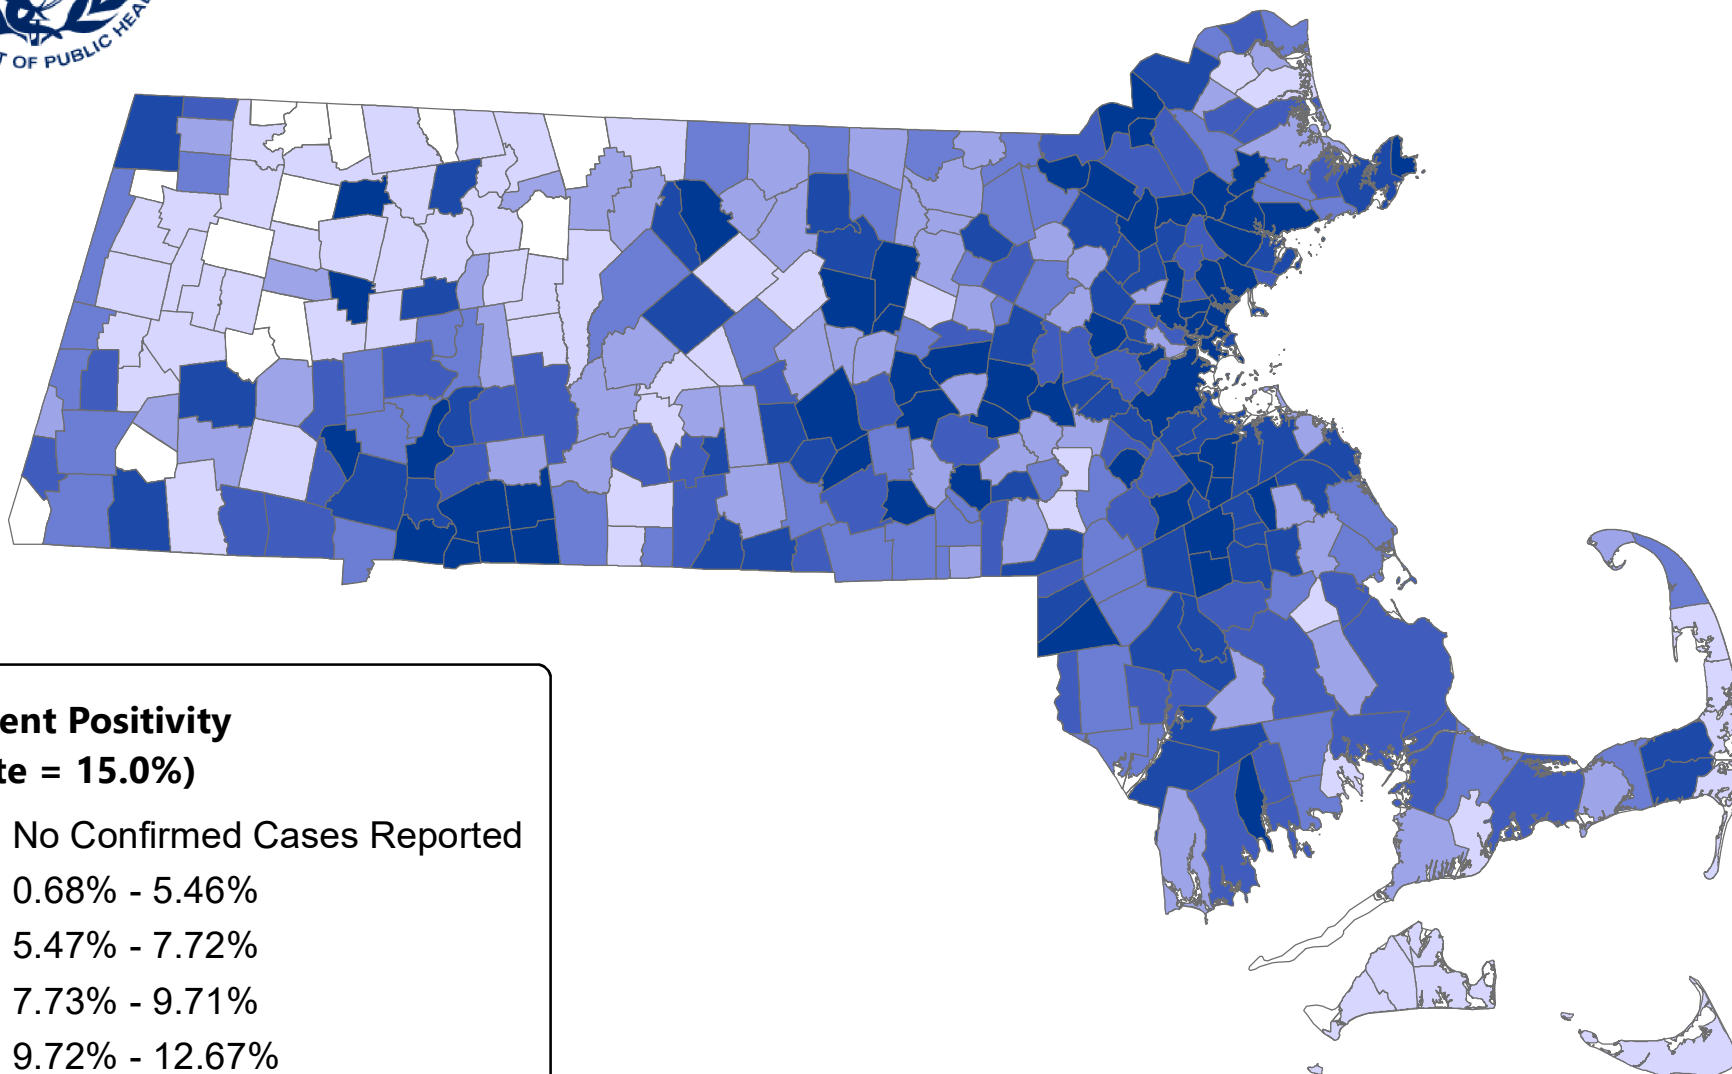 T OF PUBLIC HEAL
ent Positivity
te = 15.0%)
No Confirmed Cases Reported
0.68% - 5.46%
5.47% - 7.72%
7.73% - 9.71%
9.72% - 12.67%